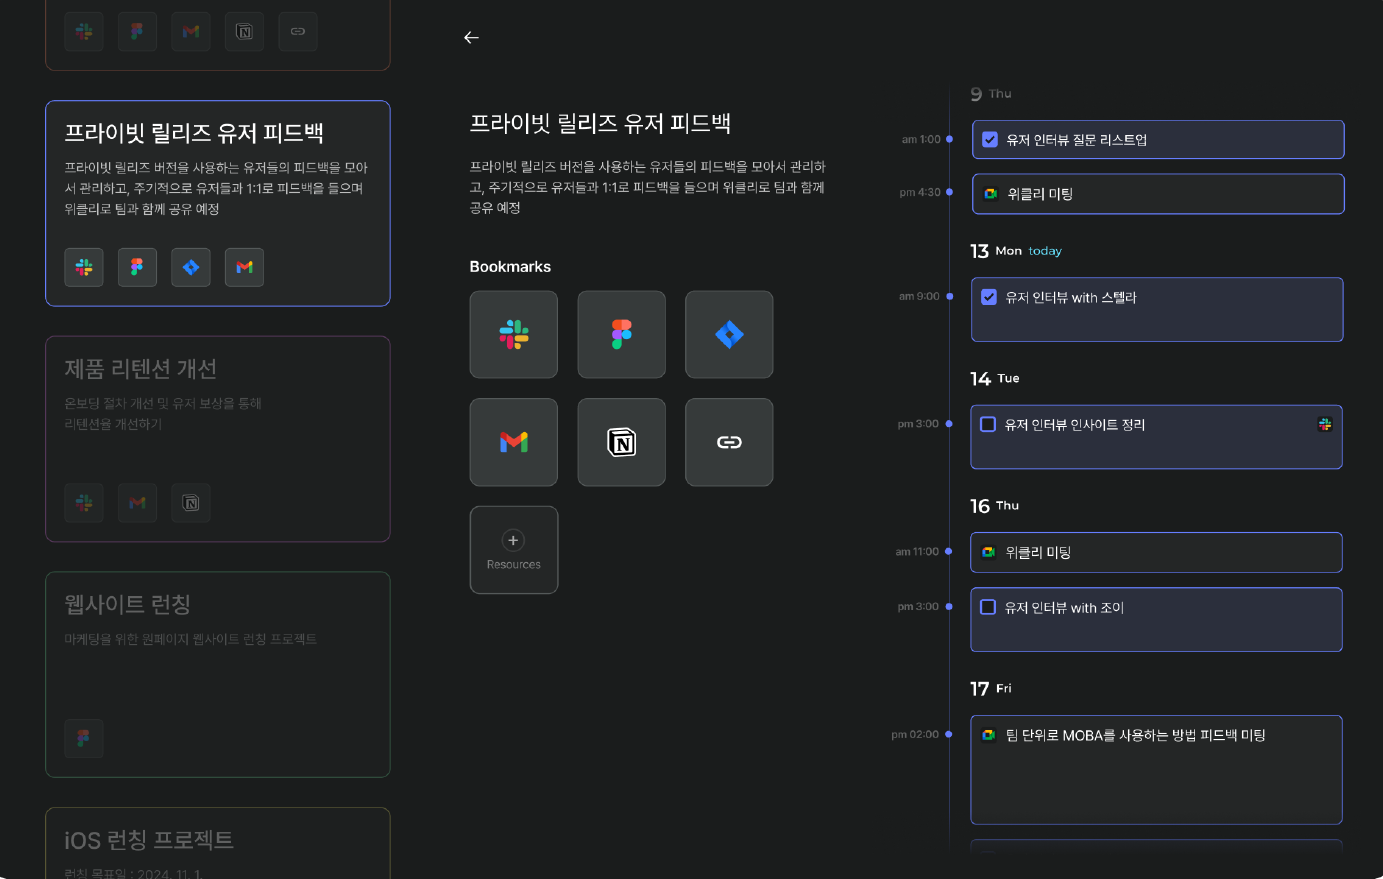 프라이빗 릴리즈 유저 피드백
프라이빗 릴리즈 버전을 사용하는 유저들의 피드백을 모아
서 관리하고, 주기적으로 유저들과 1:1로 피드백을 들으며
위클리로 팀과 함께 공유 예정
제품 리텐션 개선
온보딩 절차 개선 및 유저 보상을 통해
리텐션을 개선하기
웹사이트 런칭
마케팅을 위한 원페이지 웹사이트 런칭 프로젝트
iOS 런칭 프로젝트
런칭 목표일 : 2024. 11. 1.
프라이빗 릴리즈 유저 피드백
프라이빗 릴리즈 버전을 사용하는 유저들의 피드백을 모아서 관리하
고, 주기적으로 유저들과 1:1로 피드백을 들으며 위클리로 팀과 함께
공유 예정
Bookmarks
Resources
9 Thu
am 1:00 유저 인터뷰 질문 리스트업
pm 4:30 위클리 미팅
13 Mon today
am 9:00 유저 인터뷰 with 스텔라
14 Tue
pm 3:00 유저 인터뷰 인사이트 정리
16 Thu
am 11:00 위클리 미팅
pm 3:00 유저 인터뷰 with 조이
17 Fri
pm 02:00 팀 단위로 MOBA를 사용하는 방법 피드백 미팅